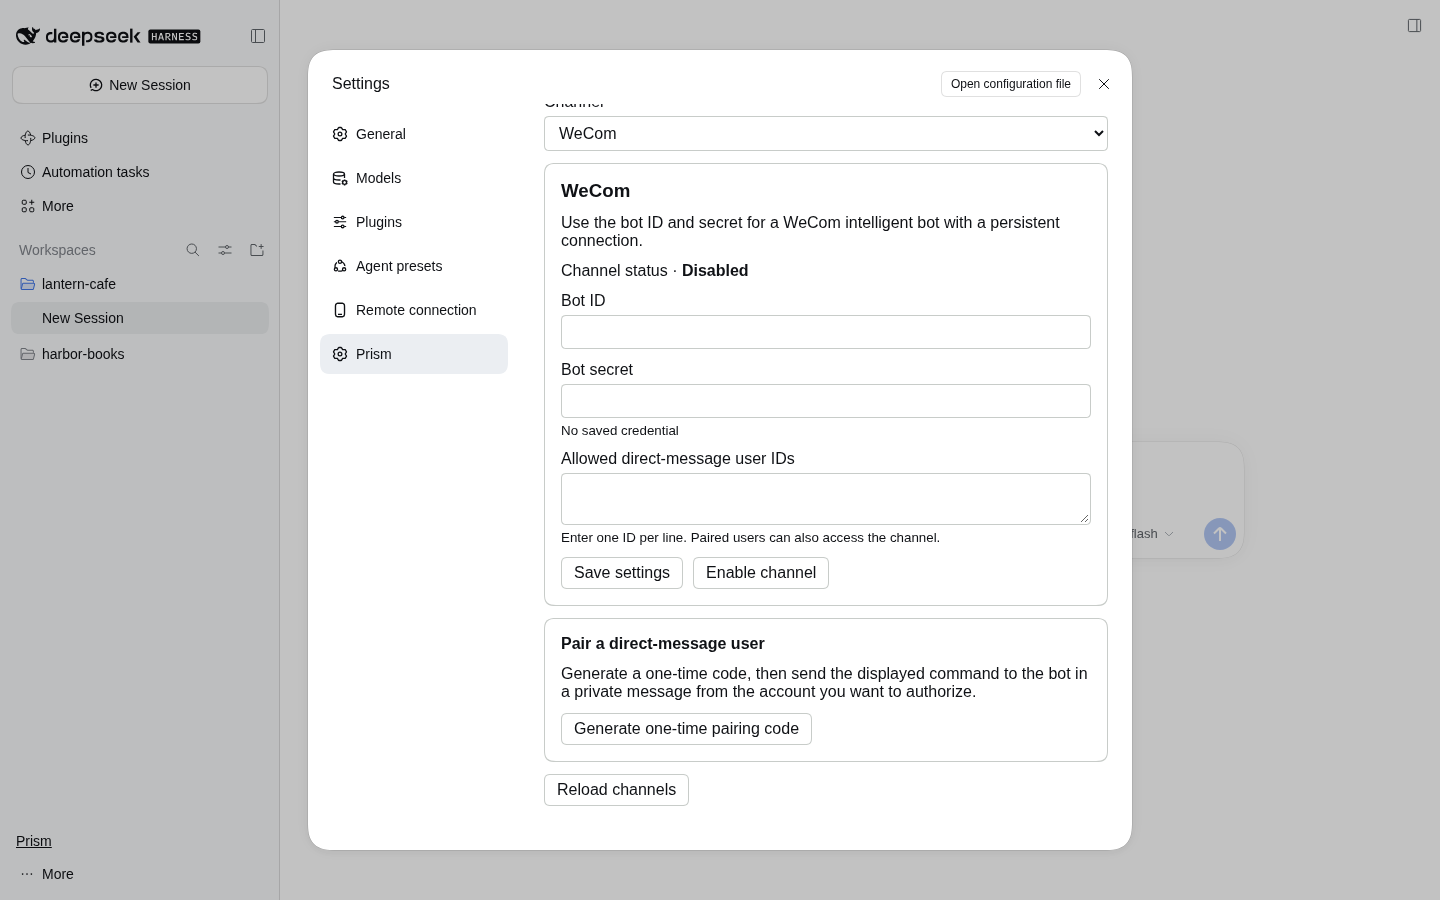 deepseek HARNESS
New Session
Plugins
Automation tasks
More
Workspaces
lantern-cafe
New Session
harbor-books
Prism
More
Settings
Open configuration file
General
Models
Plugins
Agent presets
Remote connection
Prism
Channel
WeCom
WeCom
Use the bot ID and secret for a WeCom intelligent bot with a persistent
connection.
Channel status · Disabled
Bot ID
Bot secret
No saved credential
Allowed direct-message user IDs
Enter one ID per line. Paired users can also access the channel.
Save settings
Enable channel
Pair a direct-message user
Generate a one-time code, then send the displayed command to the bot in
a private message from the account you want to authorize.
Generate one-time pairing code
Reload channels
flash